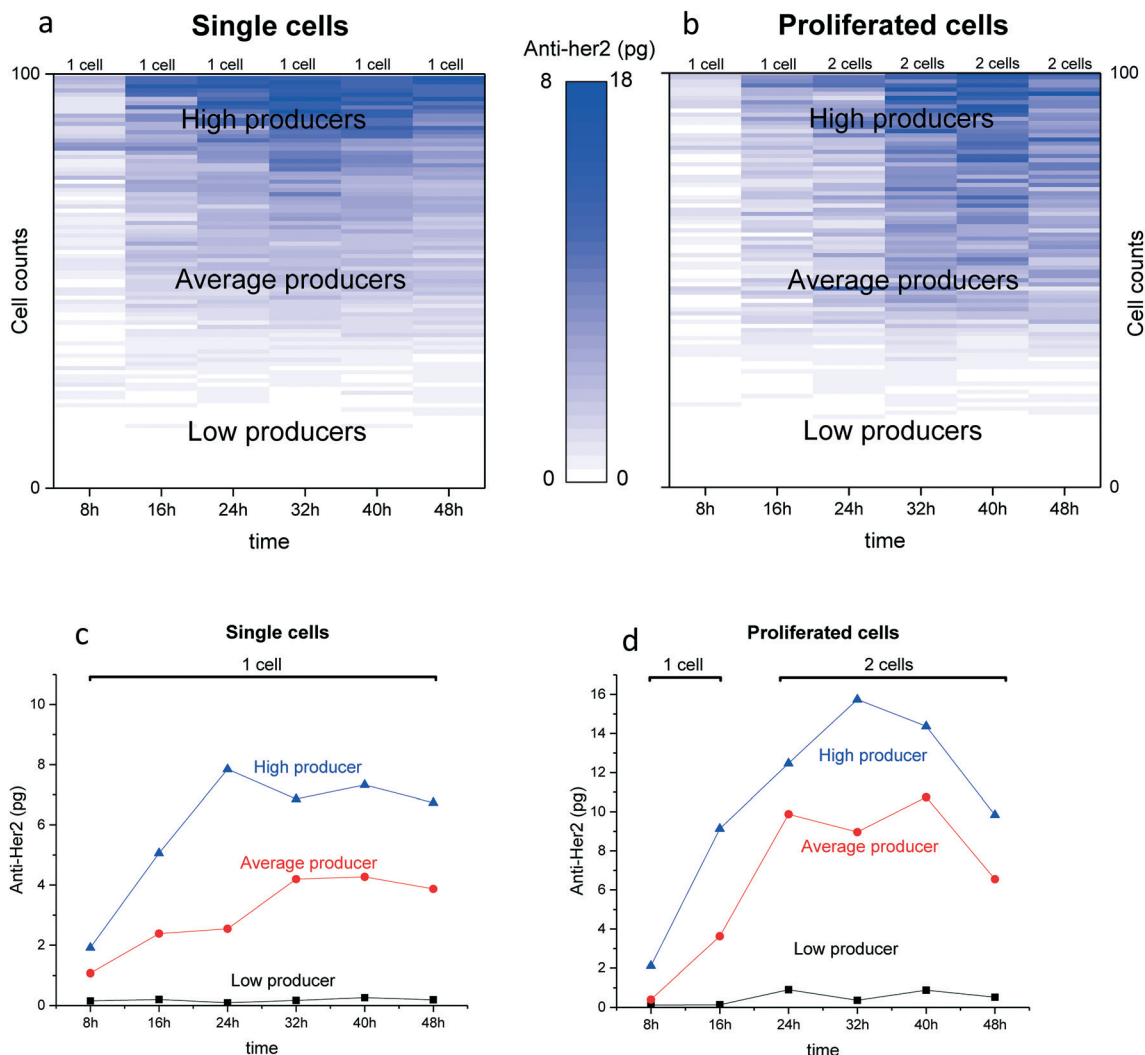 a
Single cells
1 cell 1 cell 1 cell 1 cell 1 cell 1 cell
100
High producers
Average producers
Low producers
Cell counts
0
8h 16h 24h 32h 40h 48h
time
Anti-her2 (pg)
8 18
0 0
b
Proliferated cells
1 cell 1 cell 2 cells 2 cells 2 cells 2 cells
100
High producers
Average producers
Low producers
Cell counts
0
8h 16h 24h 32h 40h 48h
time
c
Single cells
1 cell
10
8
6
4
2
0
Anti-Her2 (pg)
High producer
Average producer
Low producer
8h 16h 24h 32h 40h 48h
time
d
Proliferated cells
1 cell 2 cells
16
14
12
10
8
6
4
2
0
Anti-Her2 (pg)
High producer
Average producer
Low producer
8h 16h 24h 32h 40h 48h
time